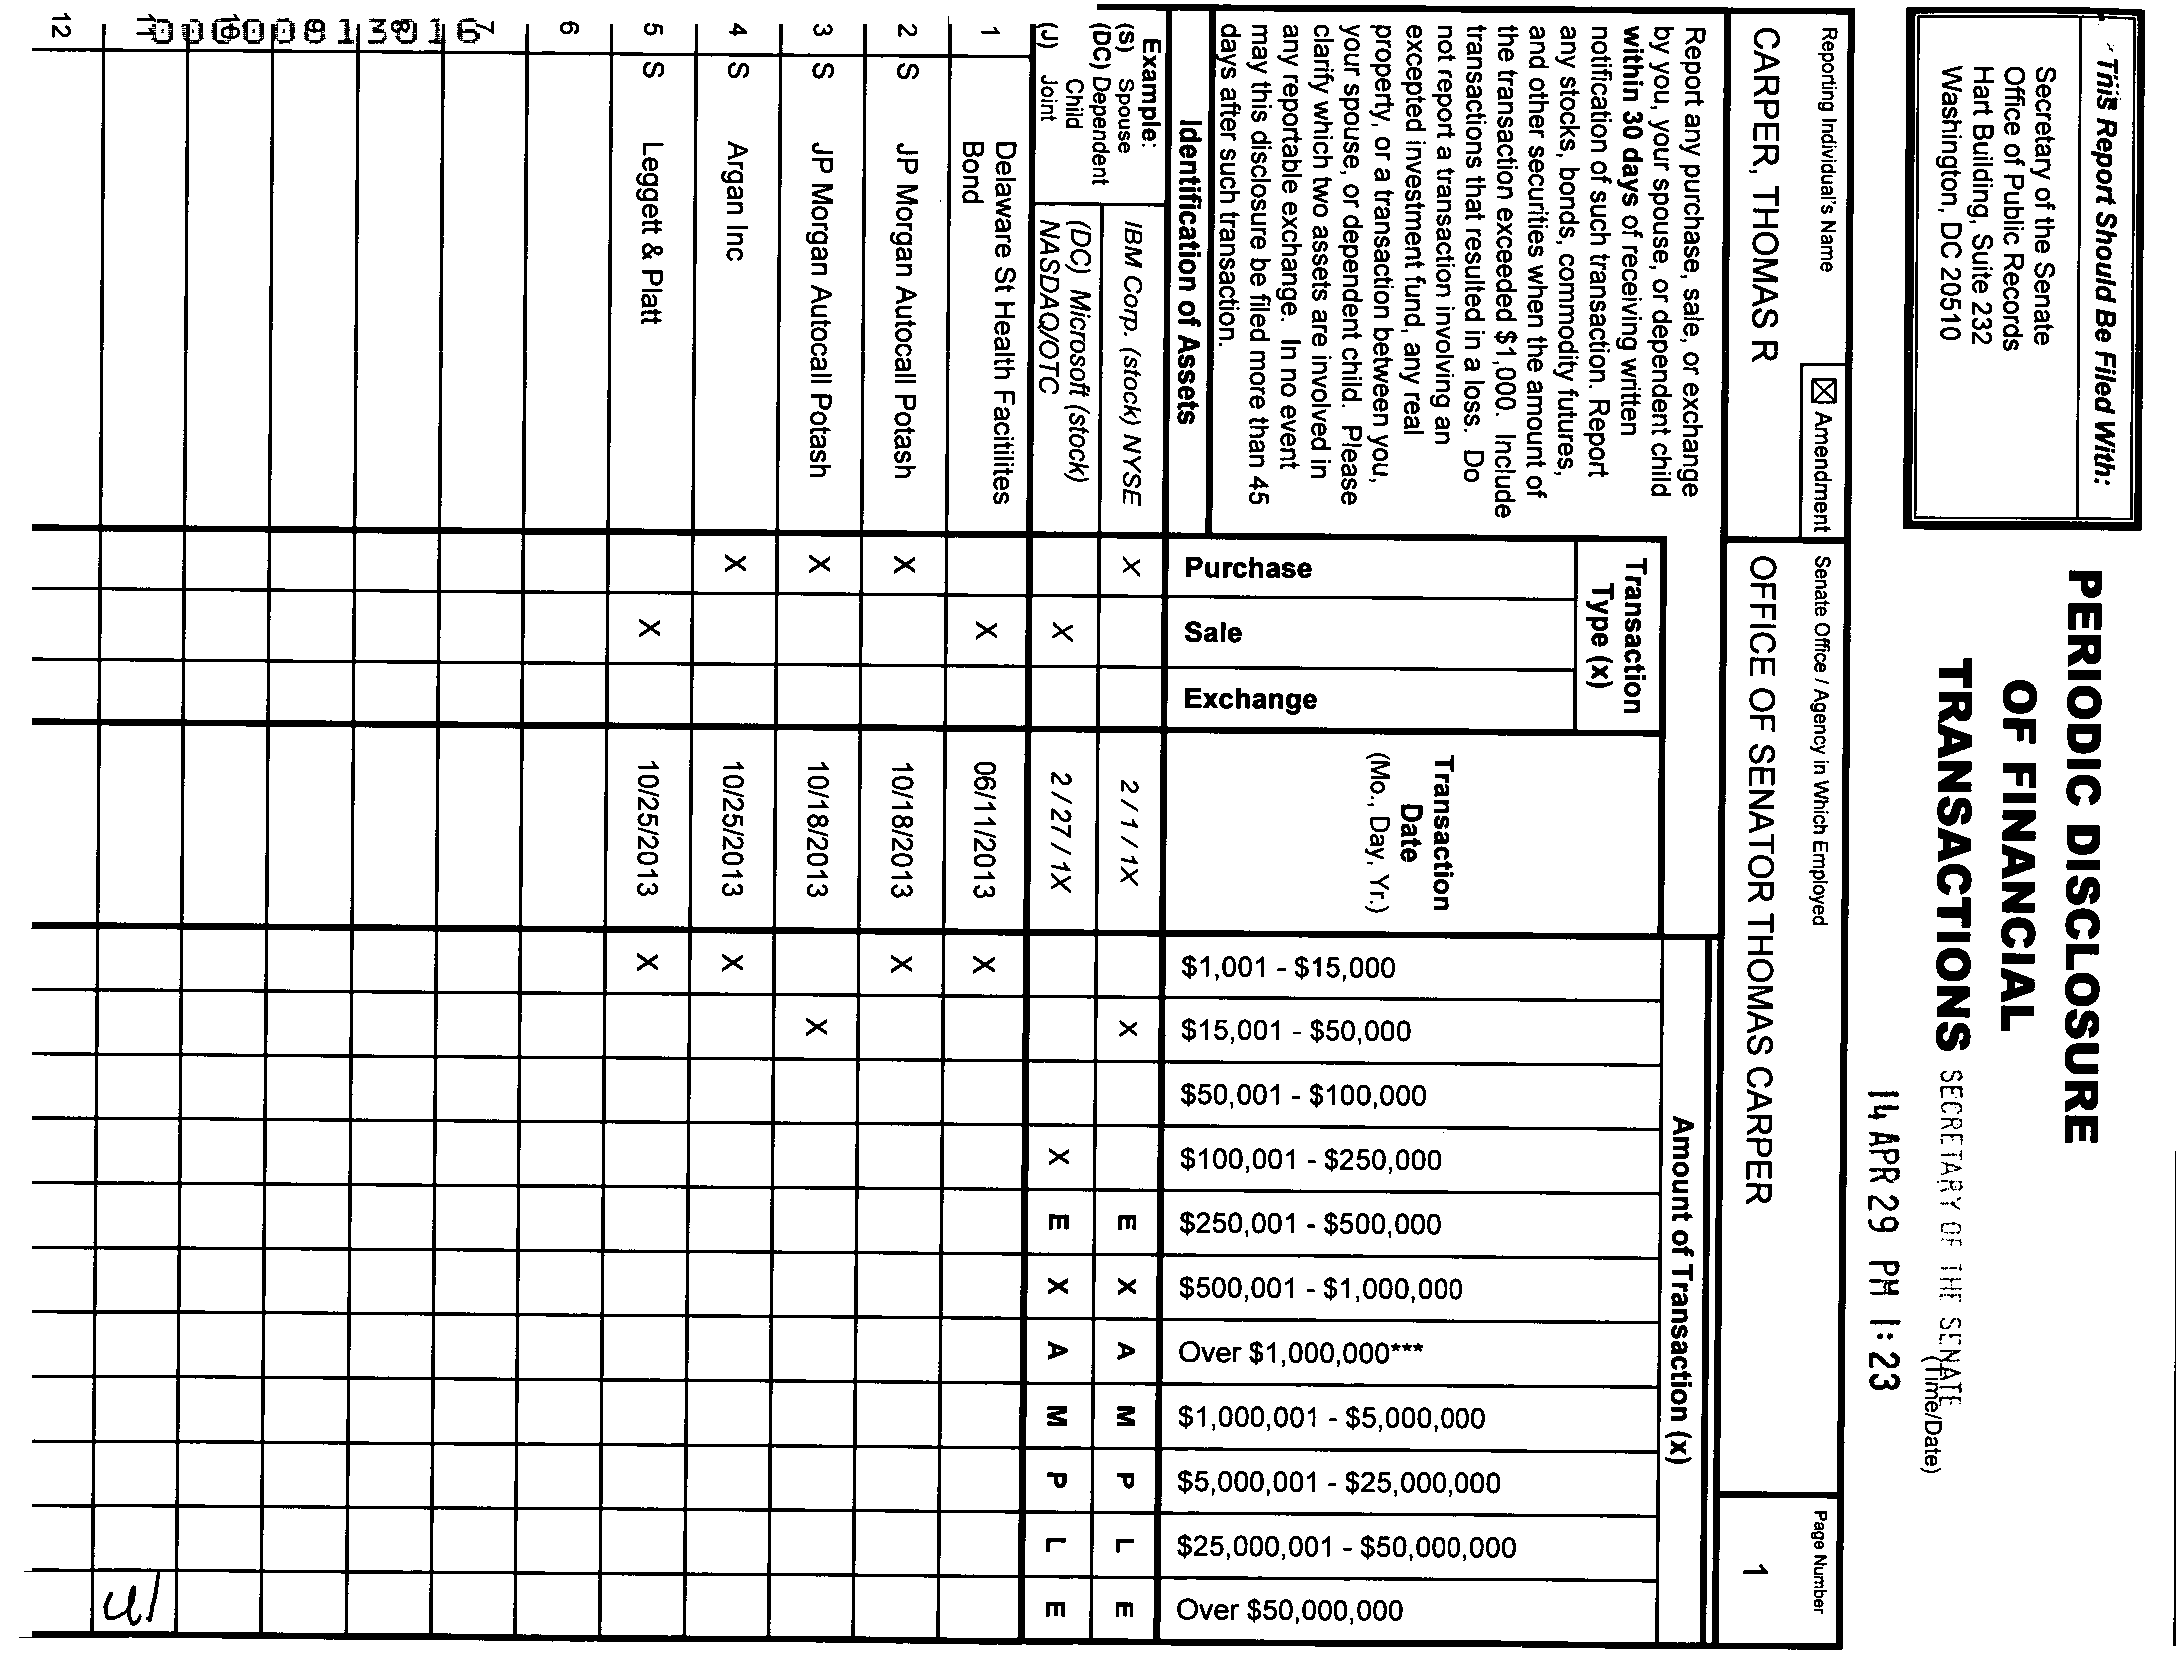 This Report Should Be Filed With:
Secretary of the Senate
Office of Public Records
Hart Building, Suite 232
Washington, DC 20510
PERIODIC DISCLOSURE
OF FINANCIAL
TRANSACTIONS
SECRETARY OF THE SENATE
(Time/Date)
14 APR 29 PM 1:23
Reporting Individual's Name
☒ Amendment
Senate Office / Agency in Which Employed
Page Number
CARPER, THOMAS R
OFFICE OF SENATOR THOMAS CARPER
1
Report any purchase, sale, or exchange
by you, your spouse, or dependent child
within 30 days of receiving written
notification of such transaction. Report
any stocks, bonds, commodity futures,
and other securities when the amount of
the transaction exceeded $1,000. Include
transactions that resulted in a loss. Do
not report a transaction involving an
excepted investment fund, any real
property, or a transaction between you,
your spouse, or dependent child. Please
clarify which two assets are involved in
any reportable exchange. In no event
may this disclosure be filed more than 45
days after such transaction.
Identification of Assets
Transaction
Type (x)
Purchase
Sale
Exchange
Transaction
Date
(Mo., Day, Yr.)
Amount of Transaction (x)
$1,001 - $15,000
$15,001 - $50,000
$50,001 - $100,000
$100,001 - $250,000
$250,001 - $500,000
$500,001 - $1,000,000
Over $1,000,000***
$1,000,001 - $5,000,000
$5,000,001 - $25,000,000
$25,000,001 - $50,000,000
Over $50,000,000
Example:
(S) Spouse
(DC) Dependent
Child
(J) Joint
IBM Corp. (stock) NYSE X 2 / 1 / 1X X E X A M P L E
(DC) Microsoft (stock)
NASDAQ/OTC X 2 / 27 / 1X X E X A M P L E
1 Delaware St Health Facitilites
Bond X 06/11/2013 X
2 S JP Morgan Autocall Potash X 10/18/2013 X
3 S JP Morgan Autocall Potash X 10/18/2013 X
4 S Argan Inc X 10/25/2013 X
5 S Leggett & Platt X 10/25/2013 X
6
7
12